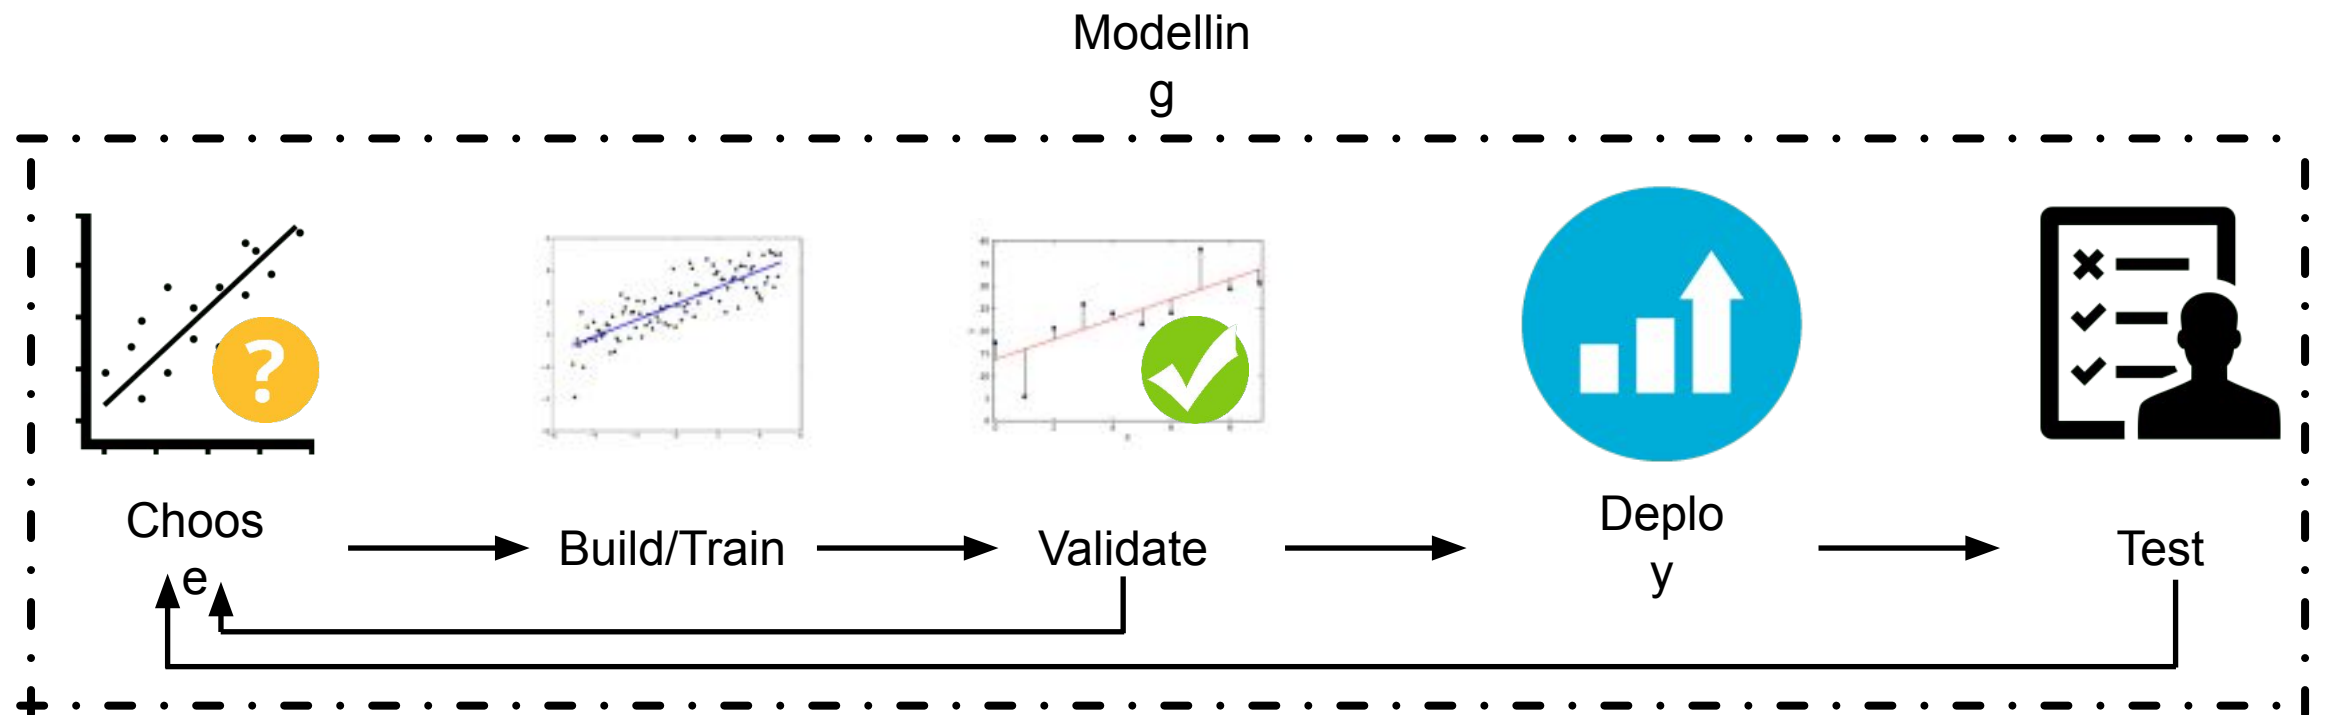 Modellin
g
?
Choos
e
Build/Train
Validate
Deplo
y
Test